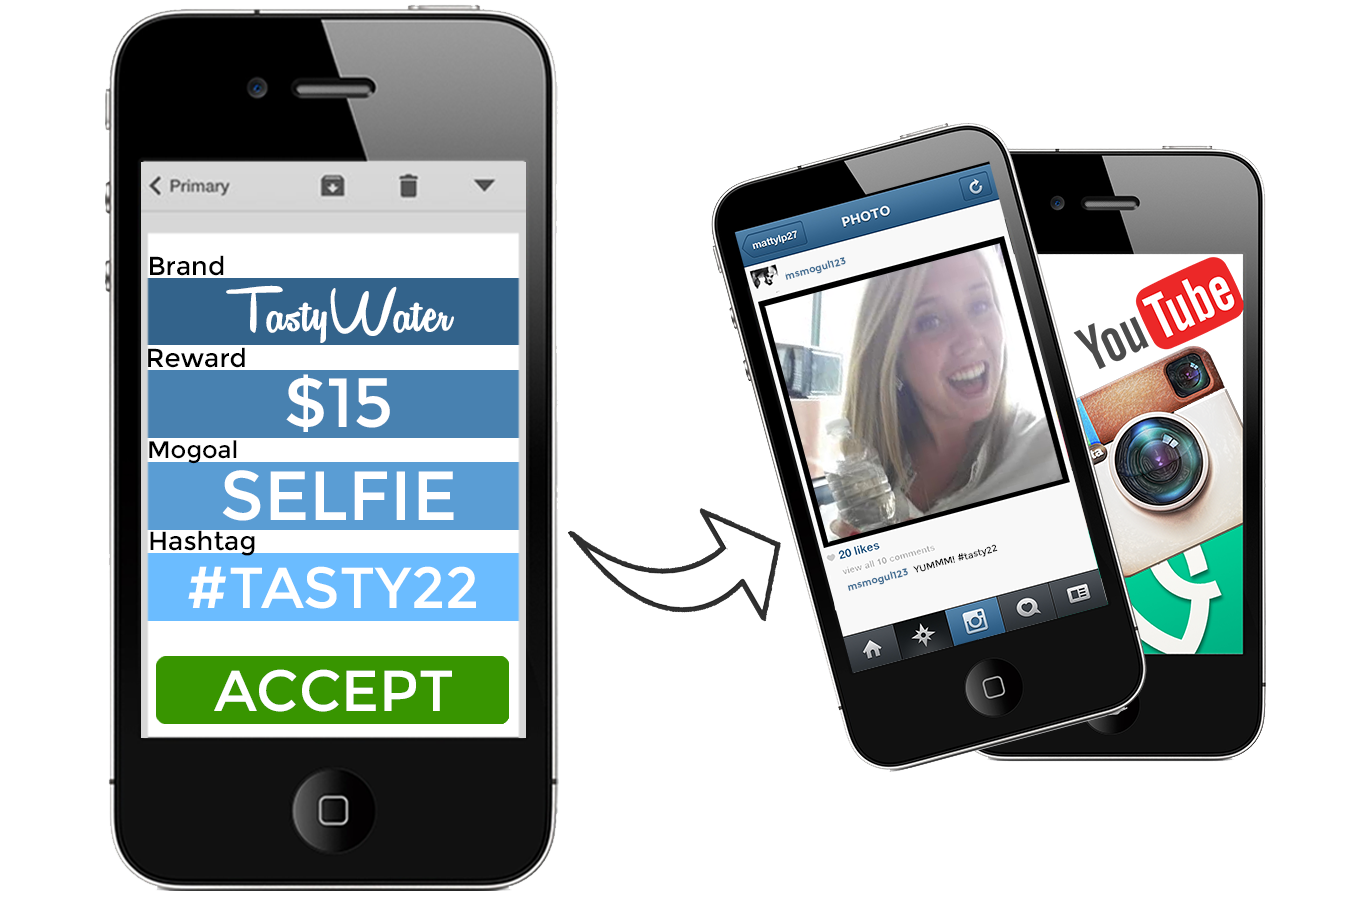 Primary
Brand
TastyWater
Reward
$15
Mogoal
SELFIE
Hashtag
#TASTY22
ACCEPT
PHOTO
mattylp27
msmogul123
20 likes
view all 10 comments
msmogul123 YUMMM! #tasty22
YouTube
ta